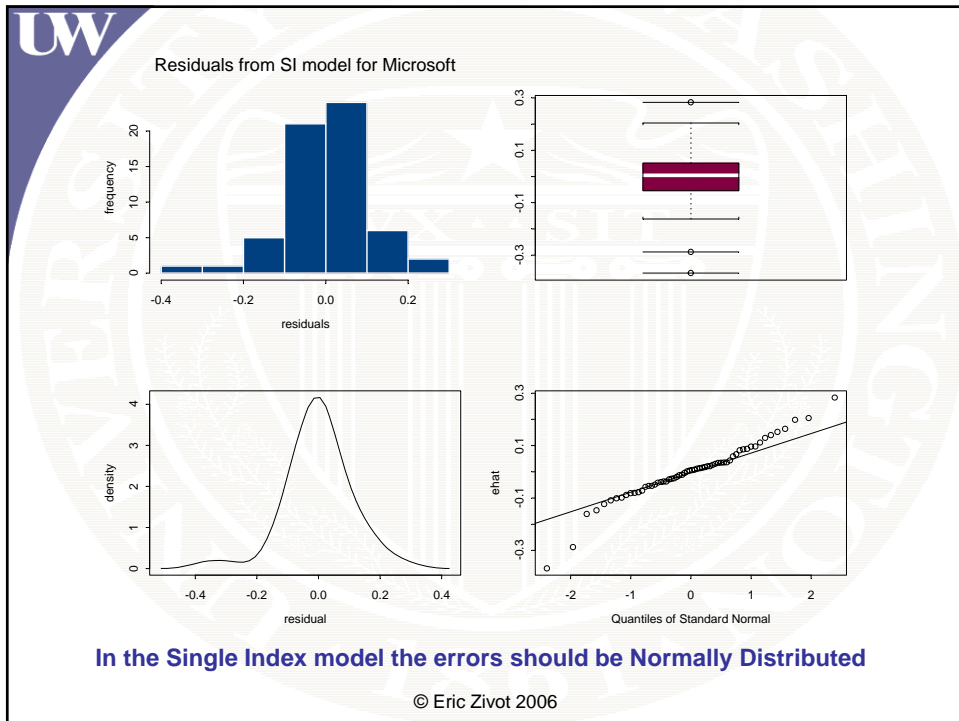 UW
Residuals from SI model for Microsoft
frequency
0 5 10 15 20
-0.4 -0.2 0.0 0.2
residuals
-0.3 -0.1 0.1 0.3
density
0 1 2 3 4
-0.4 -0.2 0.0 0.2 0.4
residual
ehat
-0.3 -0.1 0.1 0.3
-2 -1 0 1 2
Quantiles of Standard Normal
In the Single Index model the errors should be Normally Distributed
© Eric Zivot 2006